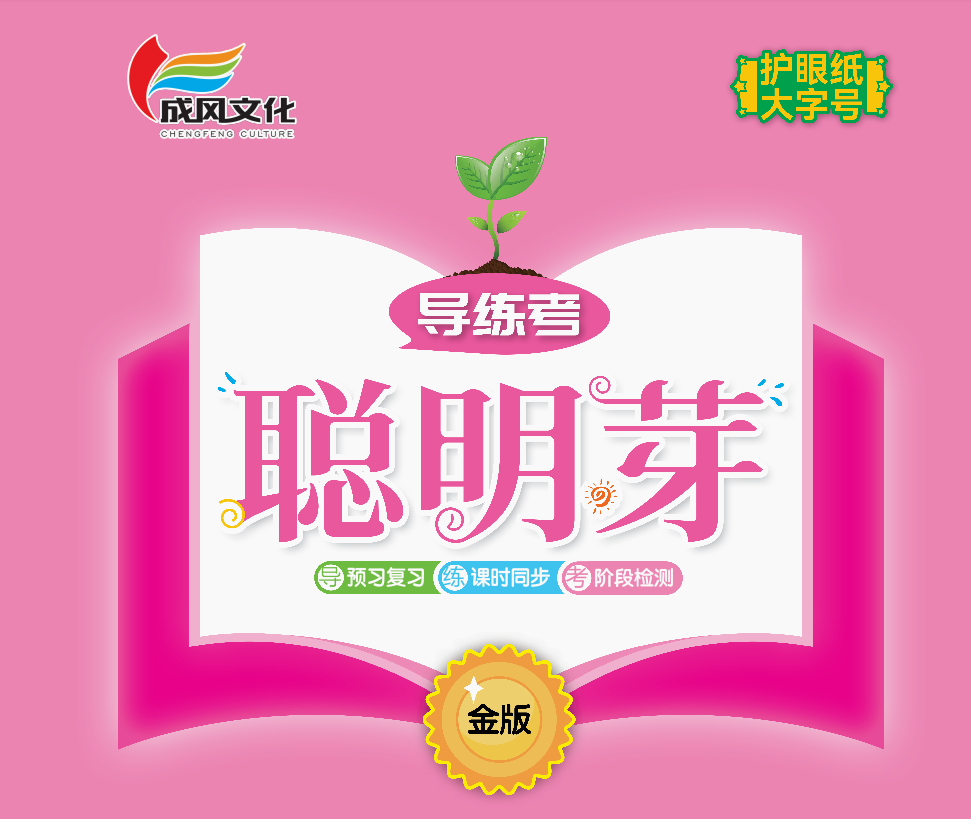 成风文化
CHENGFENG CULTURE
护眼纸
大字号
导练考
聪明芽
导 预习复习 练 课时同步 考 阶段检测
金版